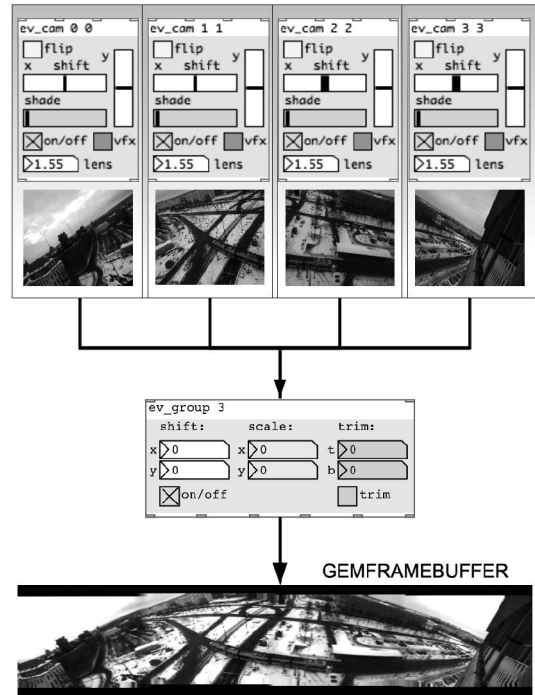 ev_cam 0 0
flip
x shift y
shade
on/off vfx
1.55 lens
ev_cam 1 1
flip
x shift y
shade
on/off vfx
1.55 lens
ev_cam 2 2
flip
x shift y
shade
on/off vfx
1.55 lens
ev_cam 3 3
flip
x shift y
shade
on/off vfx
1.55 lens
ev_group 3
shift: scale: trim:
x 0 x 0 t 0
y 0 y 0 b 0
on/off trim
GEMFRAMEBUFFER